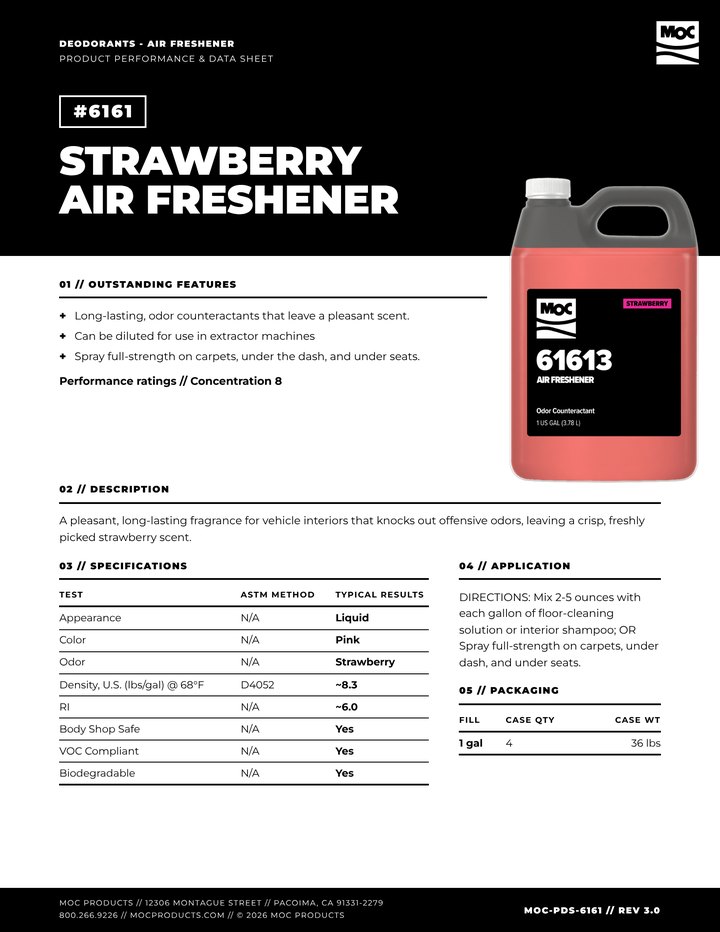 DEODORANTS - AIR FRESHENER
PRODUCT PERFORMANCE & DATA SHEET
MOC
#6161
STRAWBERRY
AIR FRESHENER
01 // OUTSTANDING FEATURES
+ Long-lasting, odor counteractants that leave a pleasant scent.
+ Can be diluted for use in extractor machines
+ Spray full-strength on carpets, under the dash, and under seats.
Performance ratings // Concentration 8
MOC
STRAWBERRY
61613
AIR FRESHENER
Odor Counteractant
1 US GAL (3.78 L)
02 // DESCRIPTION
A pleasant, long-lasting fragrance for vehicle interiors that knocks out offensive odors, leaving a crisp, freshly
picked strawberry scent.
03 // SPECIFICATIONS
TEST ASTM METHOD TYPICAL RESULTS
Appearance N/A Liquid
Color N/A Pink
Odor N/A Strawberry
Density, U.S. (lbs/gal) @ 68°F D4052 ~8.3
RI N/A ~6.0
Body Shop Safe N/A Yes
VOC Compliant N/A Yes
Biodegradable N/A Yes
04 // APPLICATION
DIRECTIONS: Mix 2-5 ounces with
each gallon of floor-cleaning
solution or interior shampoo; OR
Spray full-strength on carpets, under
dash, and under seats.
05 // PACKAGING
FILL CASE QTY CASE WT
1 gal 4 36 lbs
MOC PRODUCTS // 12306 MONTAGUE STREET // PACOIMA, CA 91331-2279
800.266.9226 // MOCPRODUCTS.COM // © 2026 MOC PRODUCTS
MOC-PDS-6161 // REV 3.0